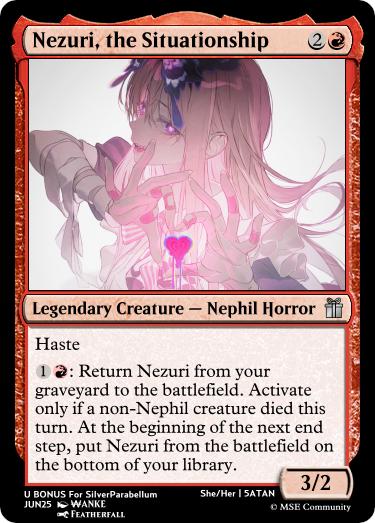 Nezuri, the Situationship 2
Legendary Creature — Nephil Horror
Haste
1: Return Nezuri from your
graveyard to the battlefield. Activate
only if a non-Nephil creature died this
turn. At the beginning of the next end
step, put Nezuri from the battlefield on
the bottom of your library.
3/2
U BONUS For SilverParabellum She/Her | 5ATAN
JUN25 WANKE © MSE Community
FEATHERFALL